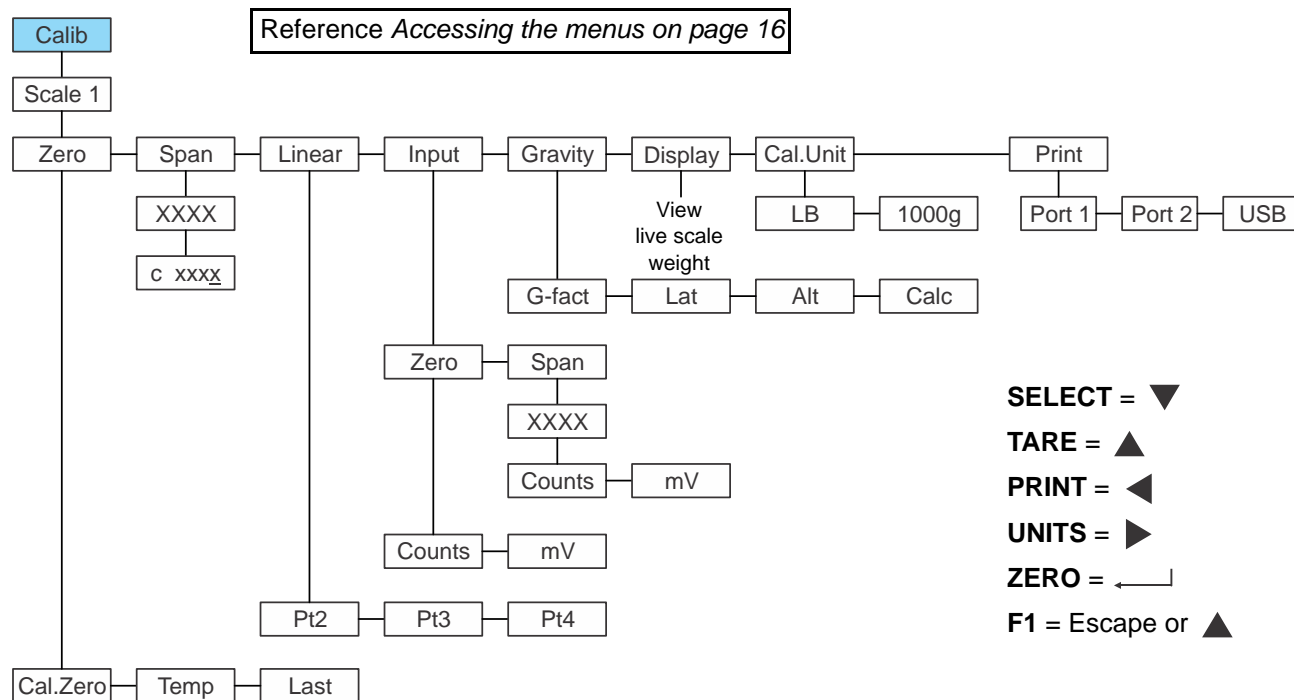 Calib
Reference Accessing the menus on page 16
Scale 1
Zero Span Linear Input Gravity Display Cal.Unit Print
XXXX
View
live scale
weight
LB 1000g
Port 1 Port 2 USB
c xxxx
G-fact Lat Alt Calc
Zero Span
XXXX
Counts mV
Counts mV
Pt2 Pt3 Pt4
Cal.Zero Temp Last
SELECT = ▼
TARE = ▲
PRINT = ◀
UNITS = ▶
ZERO = ↵
F1 = Escape or ▲